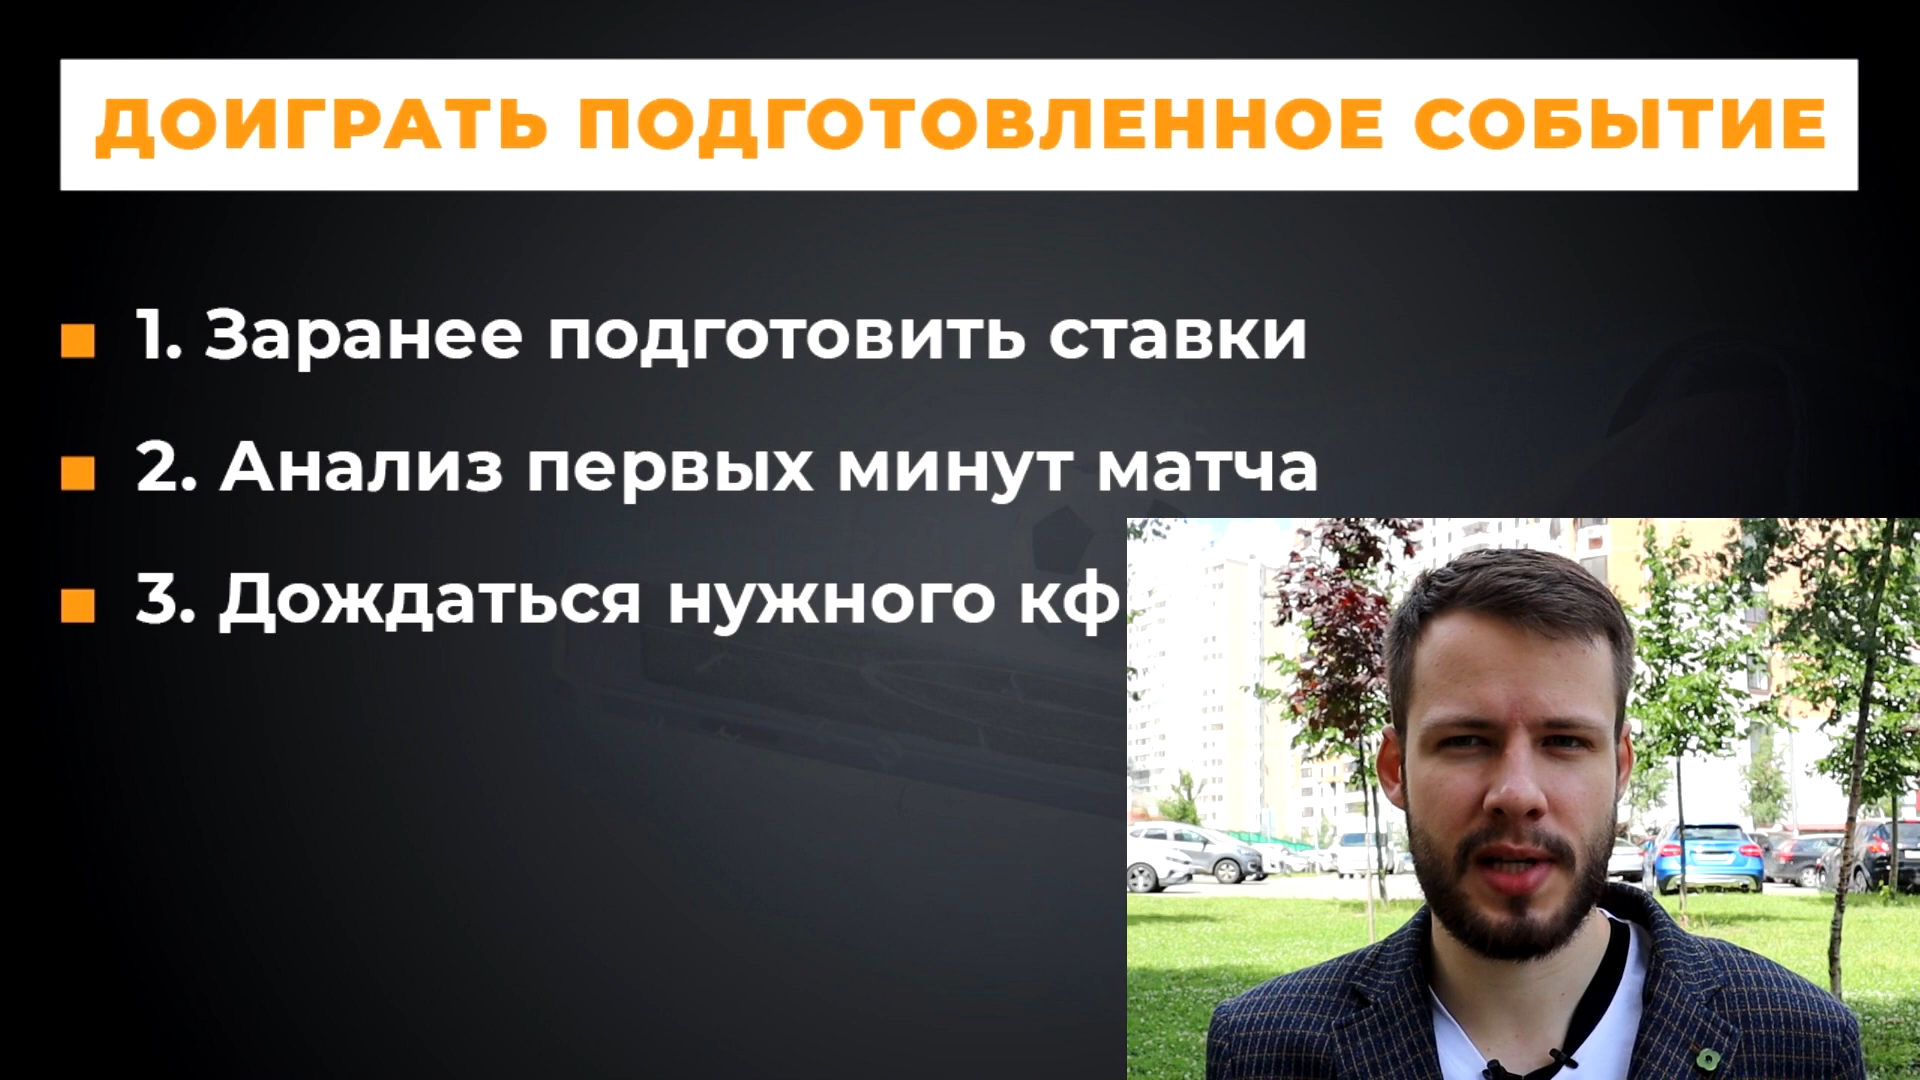 ДОИГРАТЬ ПОДГОТОВЛЕННОЕ СОБЫТИЕ
1. Заранее подготовить ставки
2. Анализ первых минут матча
3. Дождаться нужного кф